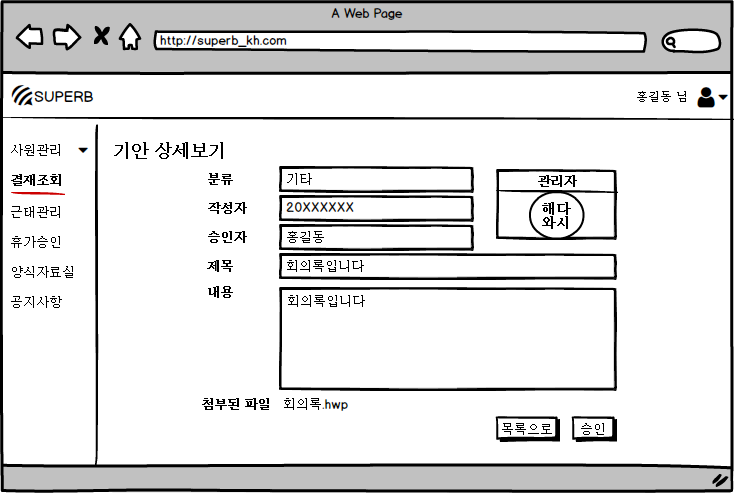 A Web Page
http://superb_kh.com
SUPERB
홍길동 님
사원관리
결재조회
근태관리
휴가승인
양식자료실
공지사항
기안 상세보기
분류 기타
작성자 20XXXXXX
승인자 홍길동
관리자
해다
와시
제목 회의록입니다
내용 회의록입니다
첨부된 파일 회의록.hwp
목록으로 승인